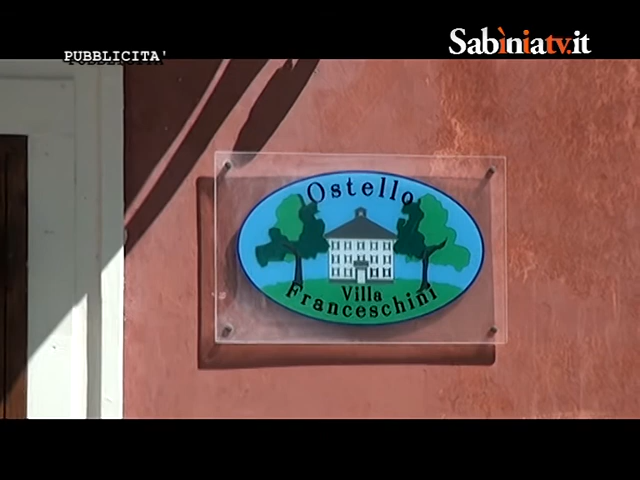 Sabìniatv.it
PUBBLICITA'
Ostello
Villa
Franceschini